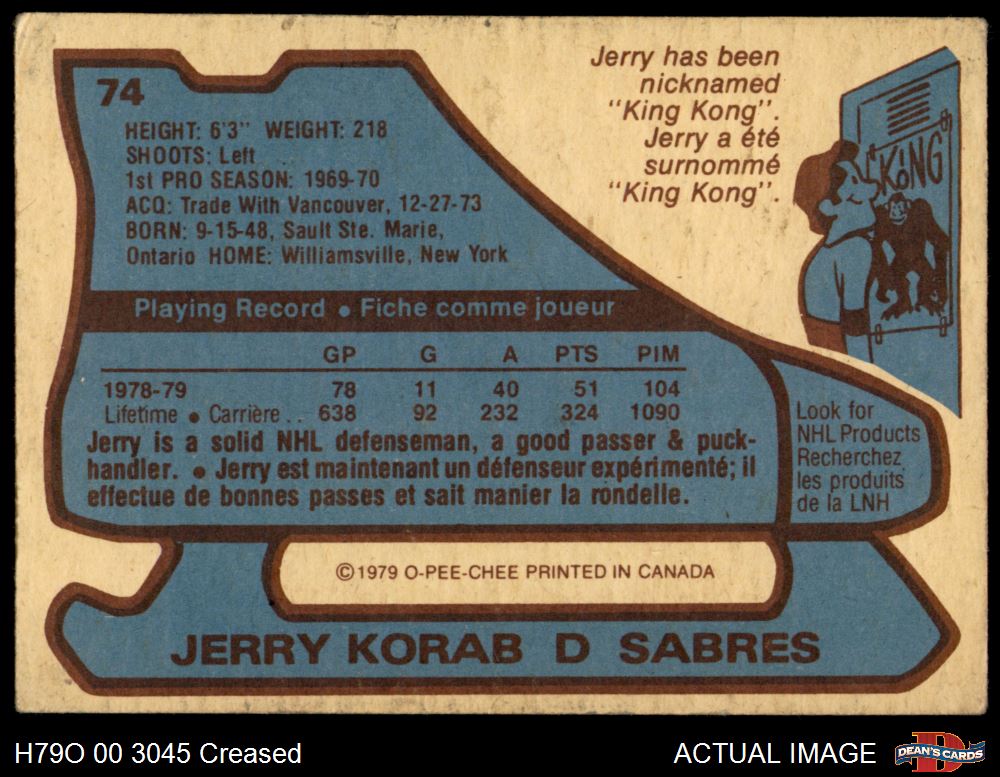 74
HEIGHT: 6'3" WEIGHT: 218
SHOOTS: Left
1st PRO SEASON: 1969-70
ACQ: Trade With Vancouver, 12-27-73
BORN: 9-15-48, Sault Ste. Marie,
Ontario HOME: Williamsville, New York
Jerry has been
nicknamed
"King Kong".
Jerry a été
surnommé
"King Kong".
KONG
Playing Record • Fiche comme joueur
GP G A PTS PIM
1978-79 78 11 40 51 104
Lifetime • Carrière . . 638 92 232 324 1090
Jerry is a solid NHL defenseman, a good passer & puck-
handler. • Jerry est maintenant un défenseur expérimenté; il
effectue de bonnes passes et sait manier la rondelle.
Look for
NHL Products
Recherchez
les produits
de la LNH
©1979 O-PEE-CHEE PRINTED IN CANADA
JERRY KORAB D SABRES
H79O 00 3045 Creased
ACTUAL IMAGE
DEAN'S CARDS